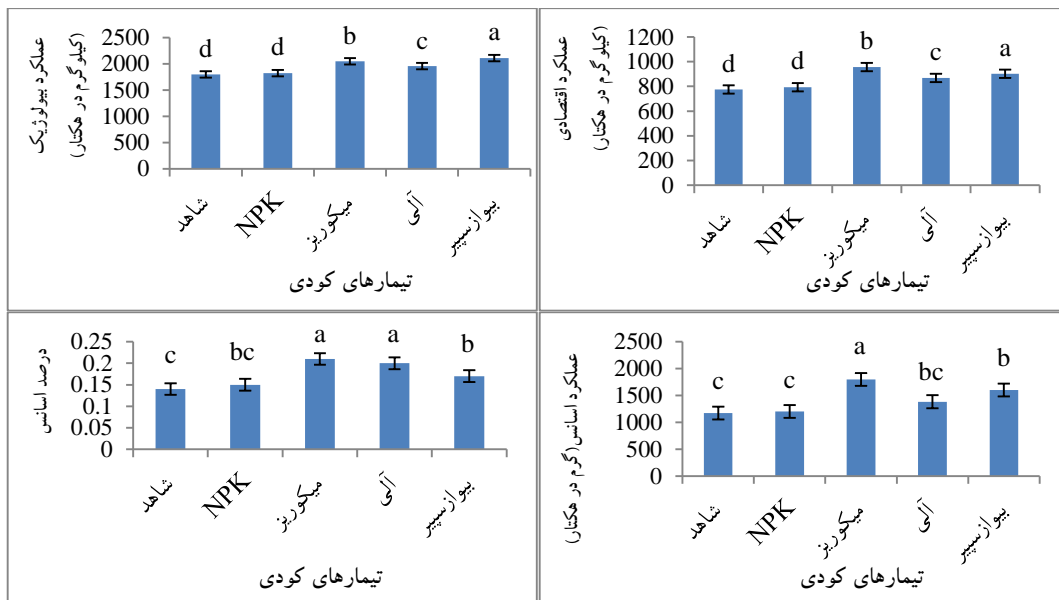 عملکرد بیولوژیک
(کیلوگرم در هکتار)
2500
2000
1500
1000
500
0
d
d
b
c
a
شاهد
NPK
میکوریز
آلی
بیوازسپیر
تیمارهای کودی
عملکرد اقتصادی
(کیلوگرم در هکتار)
1200
1000
800
600
400
200
0
d
d
b
c
a
شاهد
NPK
میکوریز
آلی
بیوازسپیر
تیمارهای کودی
درصد اسانس
0.25
0.2
0.15
0.1
0.05
0
c
bc
a
a
b
شاهد
NPK
میکوریز
آلی
بیوازسپیر
تیمارهای کودی
عملکرد اسانس(گرم در هکتار)
2500
2000
1500
1000
500
0
c
c
a
bc
b
شاهد
NPK
میکوریز
آلی
بیوازسپیر
تیمارهای کودی